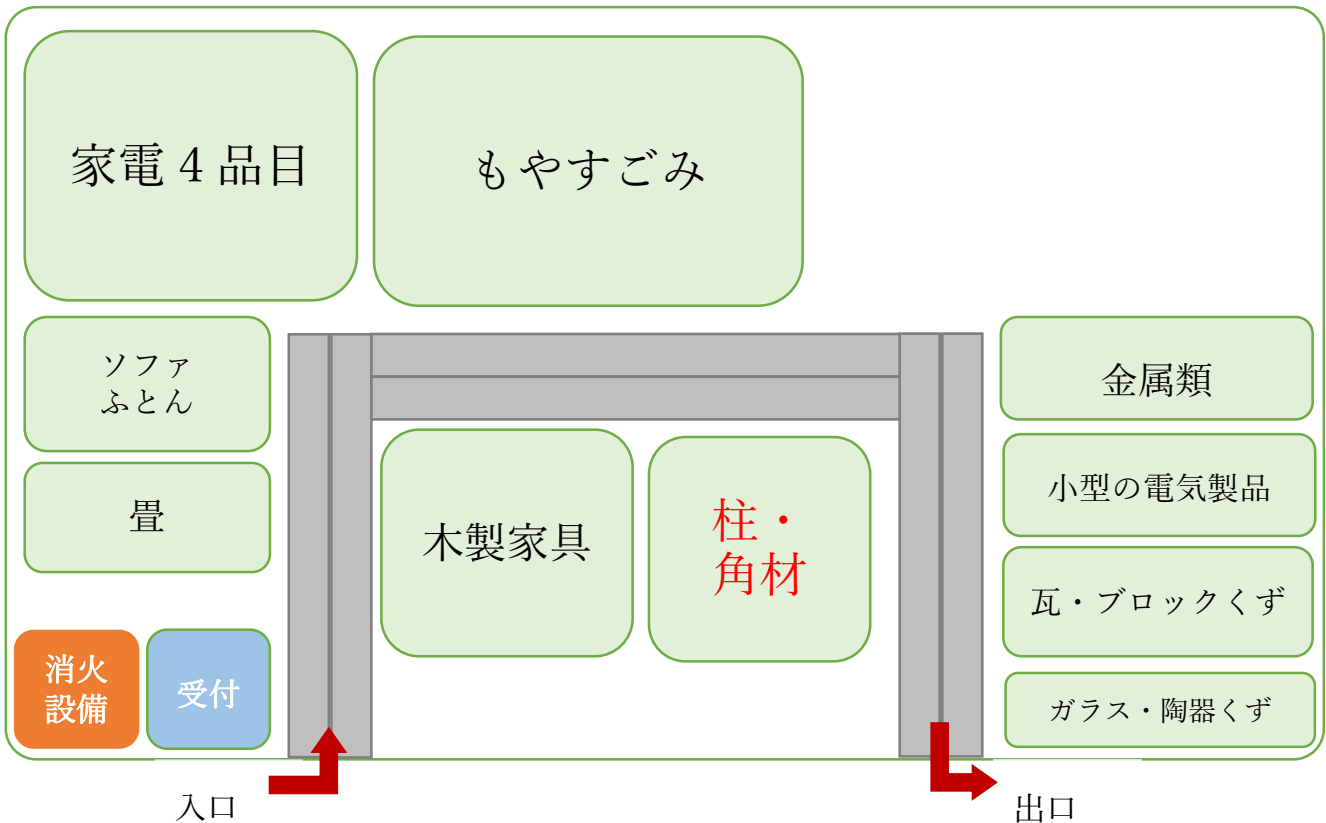 家電４品目
もやすごみ
ソファ
ふとん
金属類
小型の電気製品
畳
木製家具
柱・
角材
瓦・ブロックくず
消火
設備
受付
ガラス・陶器くず
入口
出口